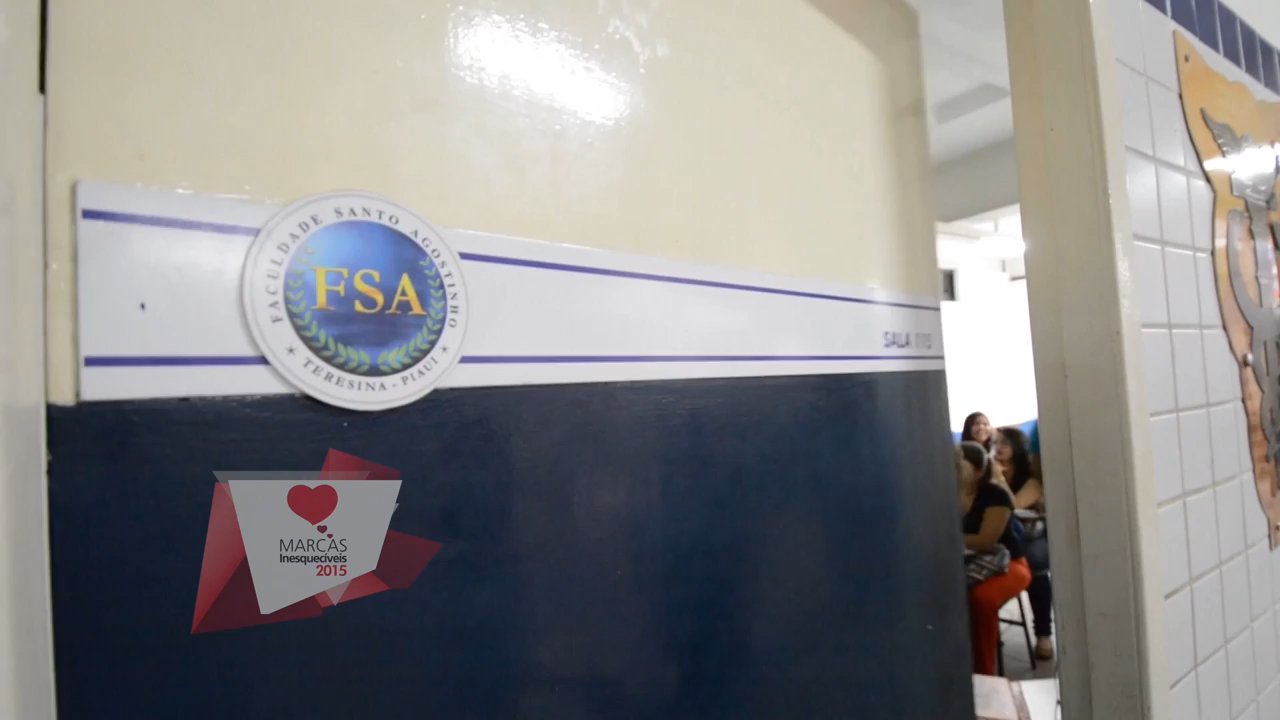 FACULDADE SANTO AGOSTINHO
FSA
★ TERESINA - PIAUÍ ★
SALA
MARCAS
Inesquecíveis
2015